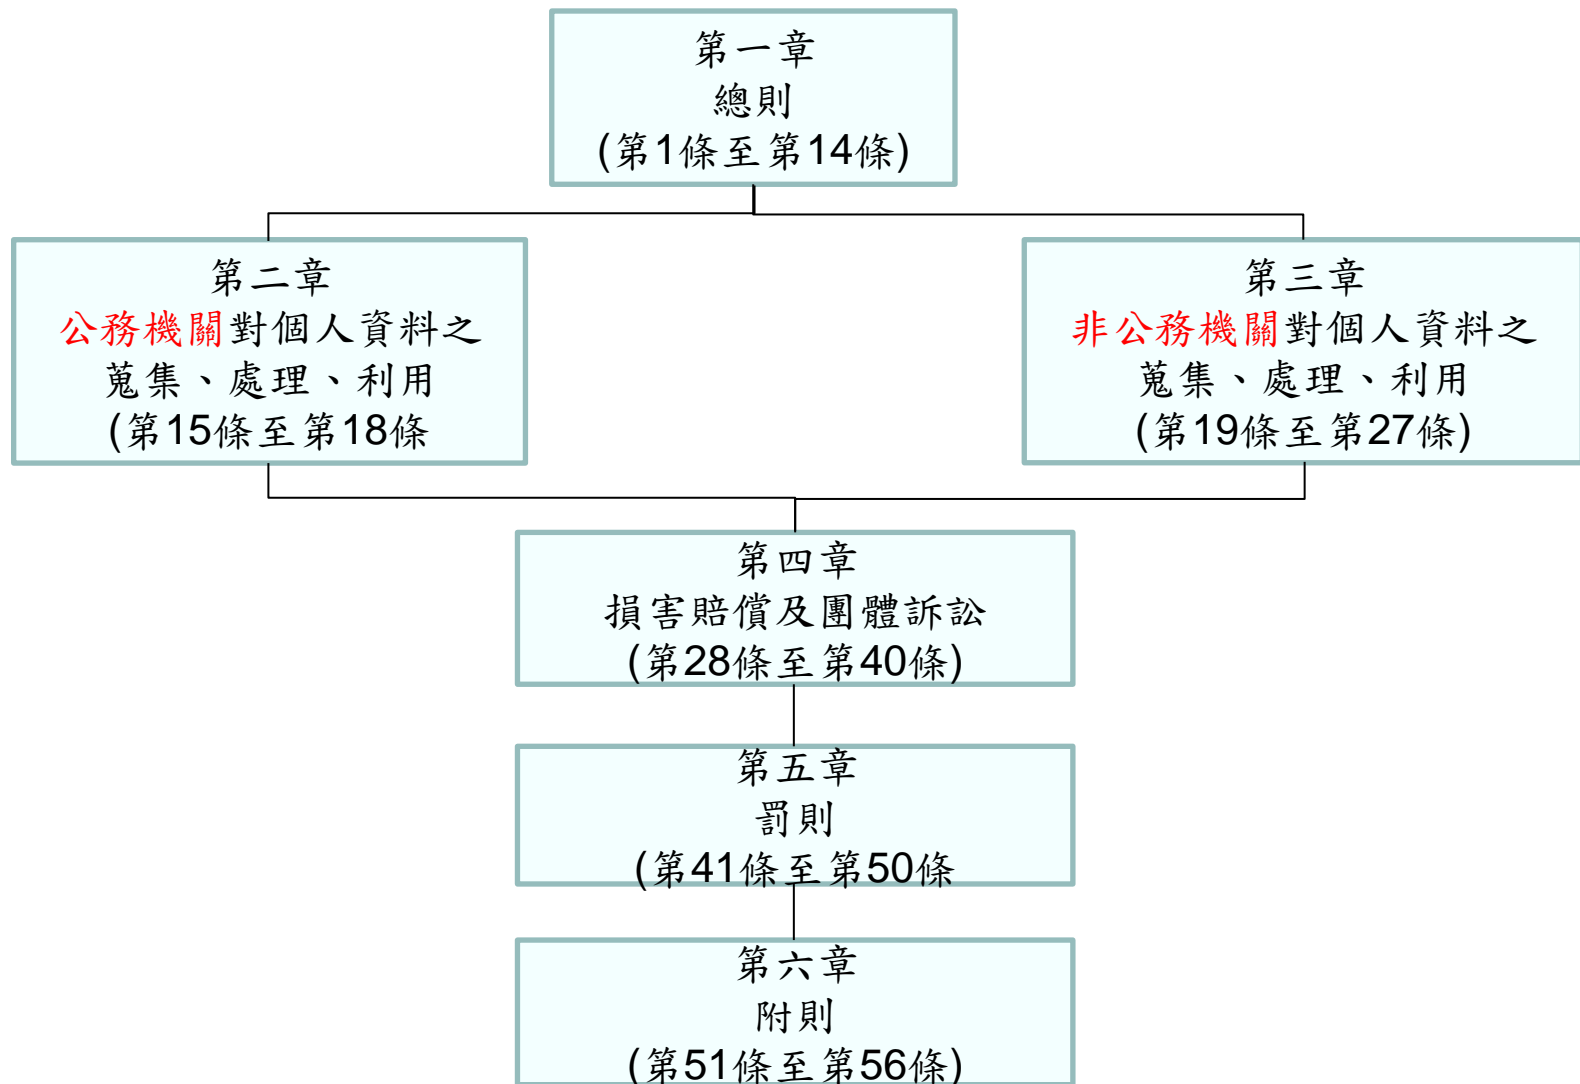 第一章
總則
(第1條至第14條)
第二章
公務機關對個人資料之
蒐集、處理、利用
(第15條至第18條
第三章
非公務機關對個人資料之
蒐集、處理、利用
(第19條至第27條)
第四章
損害賠償及團體訴訟
(第28條至第40條)
第五章
罰則
(第41條至第50條
第六章
附則
(第51條至第56條)